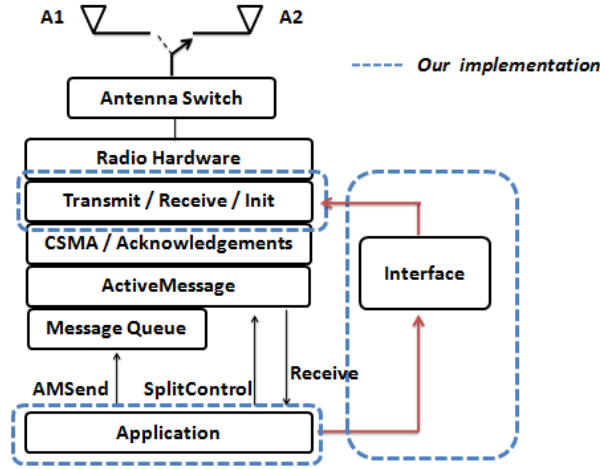 A1
A2
Our implementation
Antenna Switch
Radio Hardware
Transmit / Receive / Init
CSMA / Acknowledgements
Interface
ActiveMessage
Message Queue
Receive
AMSend
SplitControl
Application